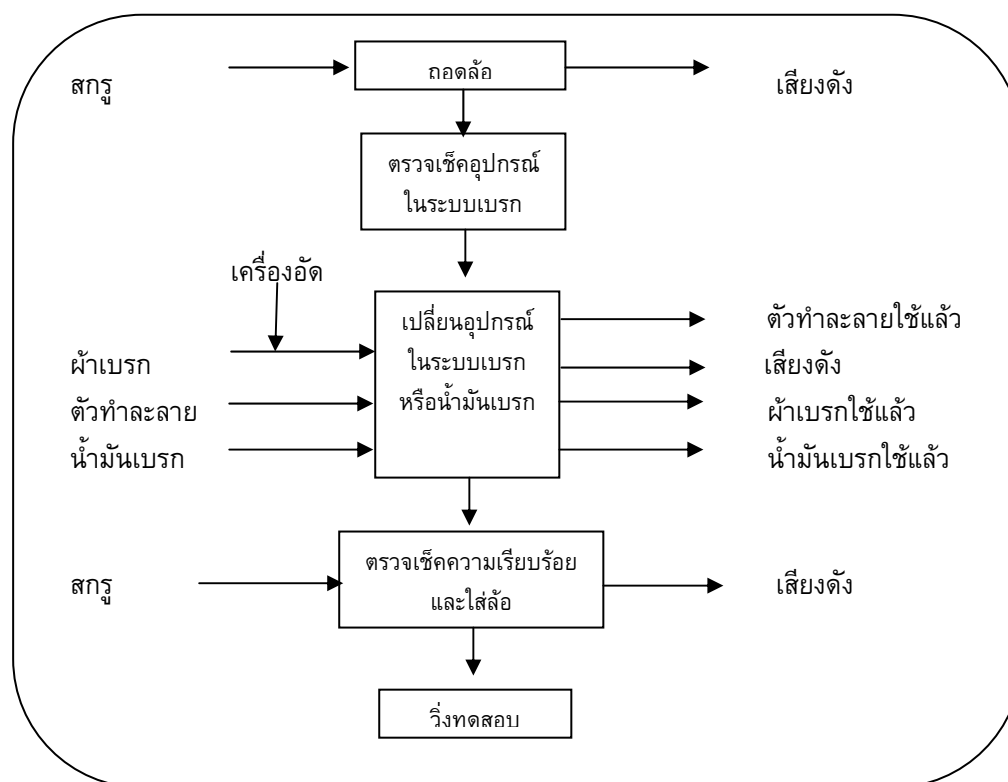 สกรู
ถอดล้อ
เสียงดัง
ตรวจเช็คอุปกรณ์
ในระบบเบรก
เครื่องอัด
ผ้าเบรก
ตัวทำละลาย
น้ำมันเบรก
เปลี่ยนอุปกรณ์
ในระบบเบรก
หรือน้ำมันเบรก
ตัวทำละลายใช้แล้ว
เสียงดัง
ผ้าเบรกใช้แล้ว
น้ำมันเบรกใช้แล้ว
สกรู
ตรวจเช็คความเรียบร้อย
และใส่ล้อ
เสียงดัง
วิ่งทดสอบ